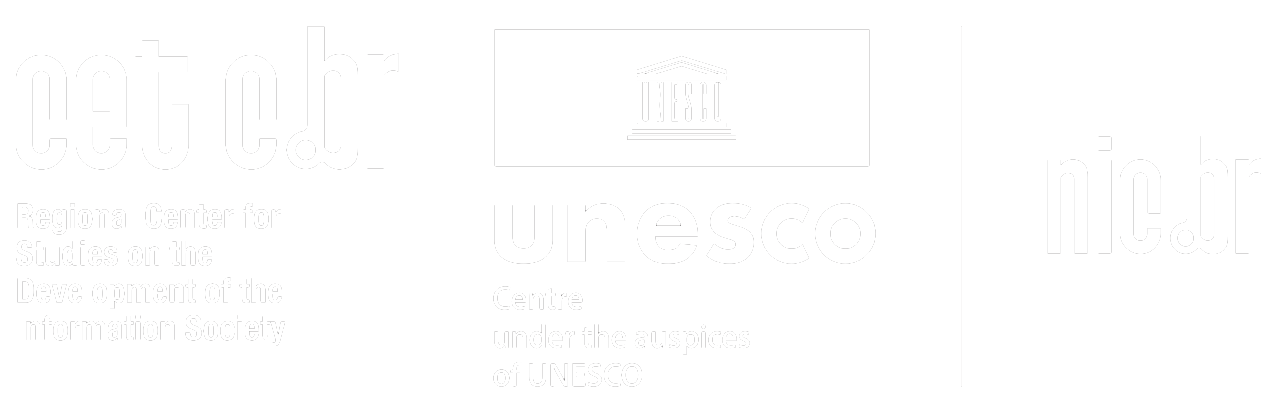 cetic.br
Regional Center for
Studies on the
Development of the
Information Society
UNESCO
unesco
Centre
under the auspices
of UNESCO
nic.br